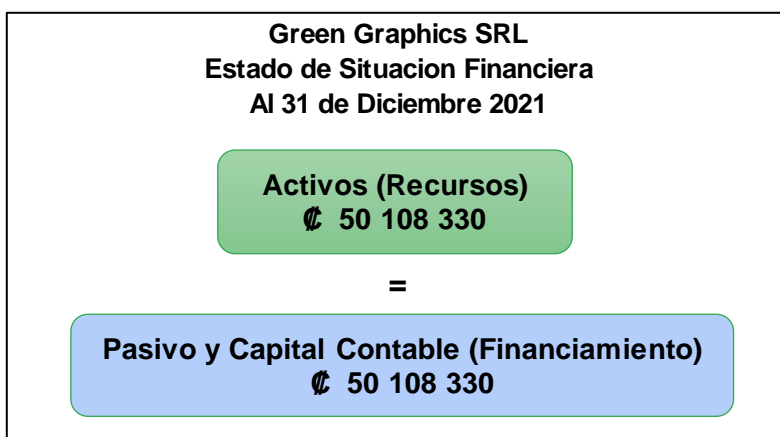 Green Graphics SRL
Estado de Situacion Financiera
Al 31 de Diciembre 2021
Activos (Recursos)
₡ 50 108 330
=
Pasivo y Capital Contable (Financiamiento)
₡ 50 108 330